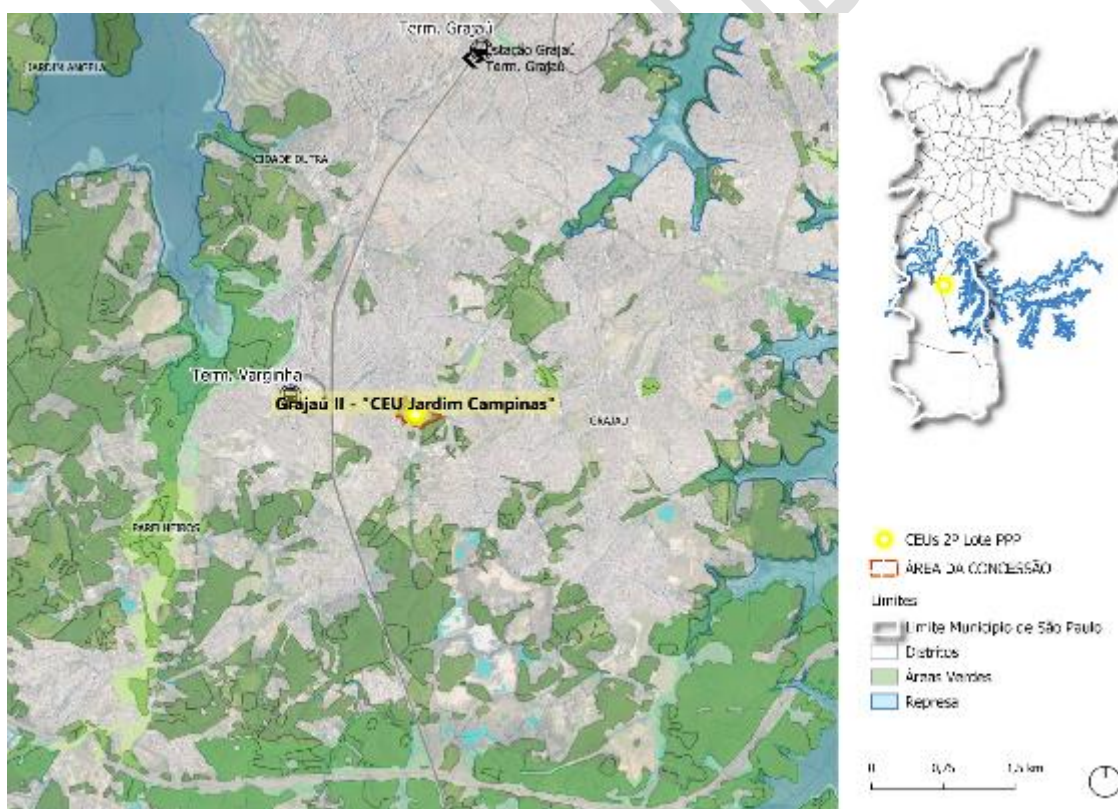 Term. Grajaú
Estação Grajaú
Term. Grajaú
JARDIM ANGELA
CIDADE DUTRA
Term. Varginha
Grajaú II - "CEU Jardim Campinas"
GRAJAÚ
PARELHEIROS
CEUs 2º Lote PPP
ÁREA DA CONCESSÃO
Limites
Limite Município de São Paulo
Distritos
Áreas Verdes
Represa
0 0,75 1,5 km